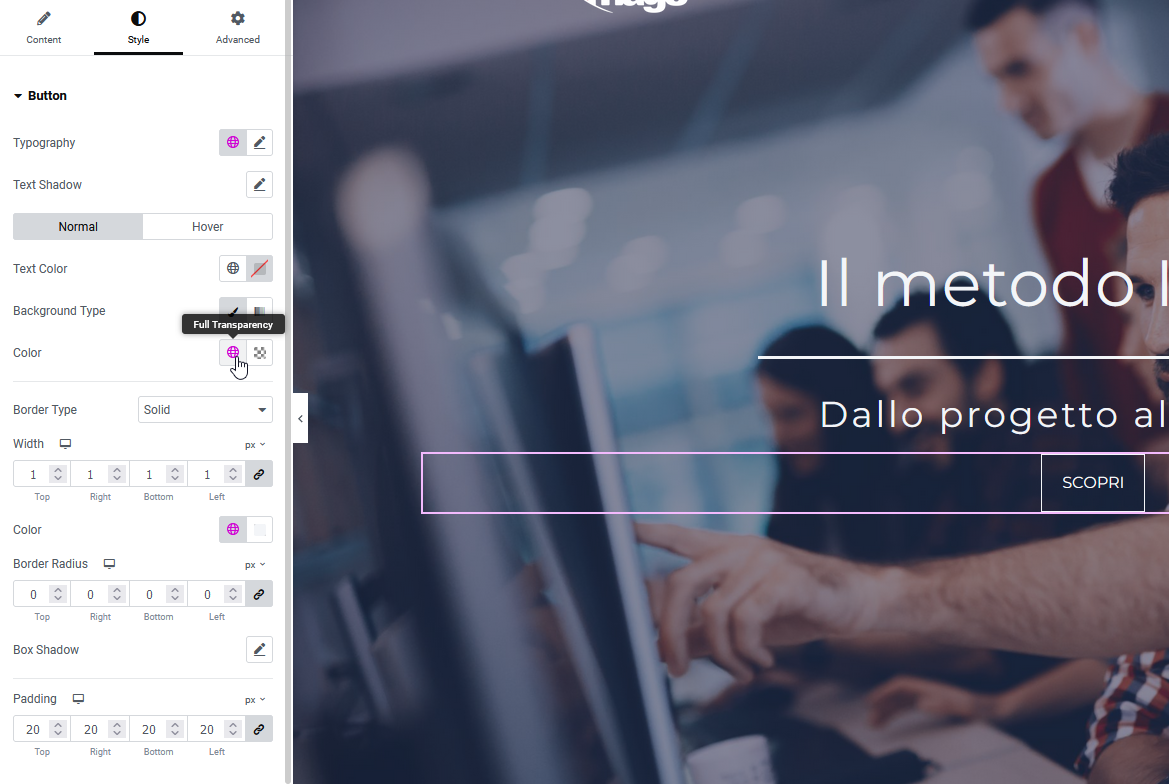 Content Style Advanced
Button
Typography
Text Shadow
Normal Hover
Text Color
Background Type
Full Transparency
Color
Border Type Solid
Width px
1 1 1 1
Top Right Bottom Left
Color
Border Radius px
0 0 0 0
Top Right Bottom Left
Box Shadow
Padding px
20 20 20 20
Top Right Bottom Left
Il metodo
Dallo progetto al
SCOPRI